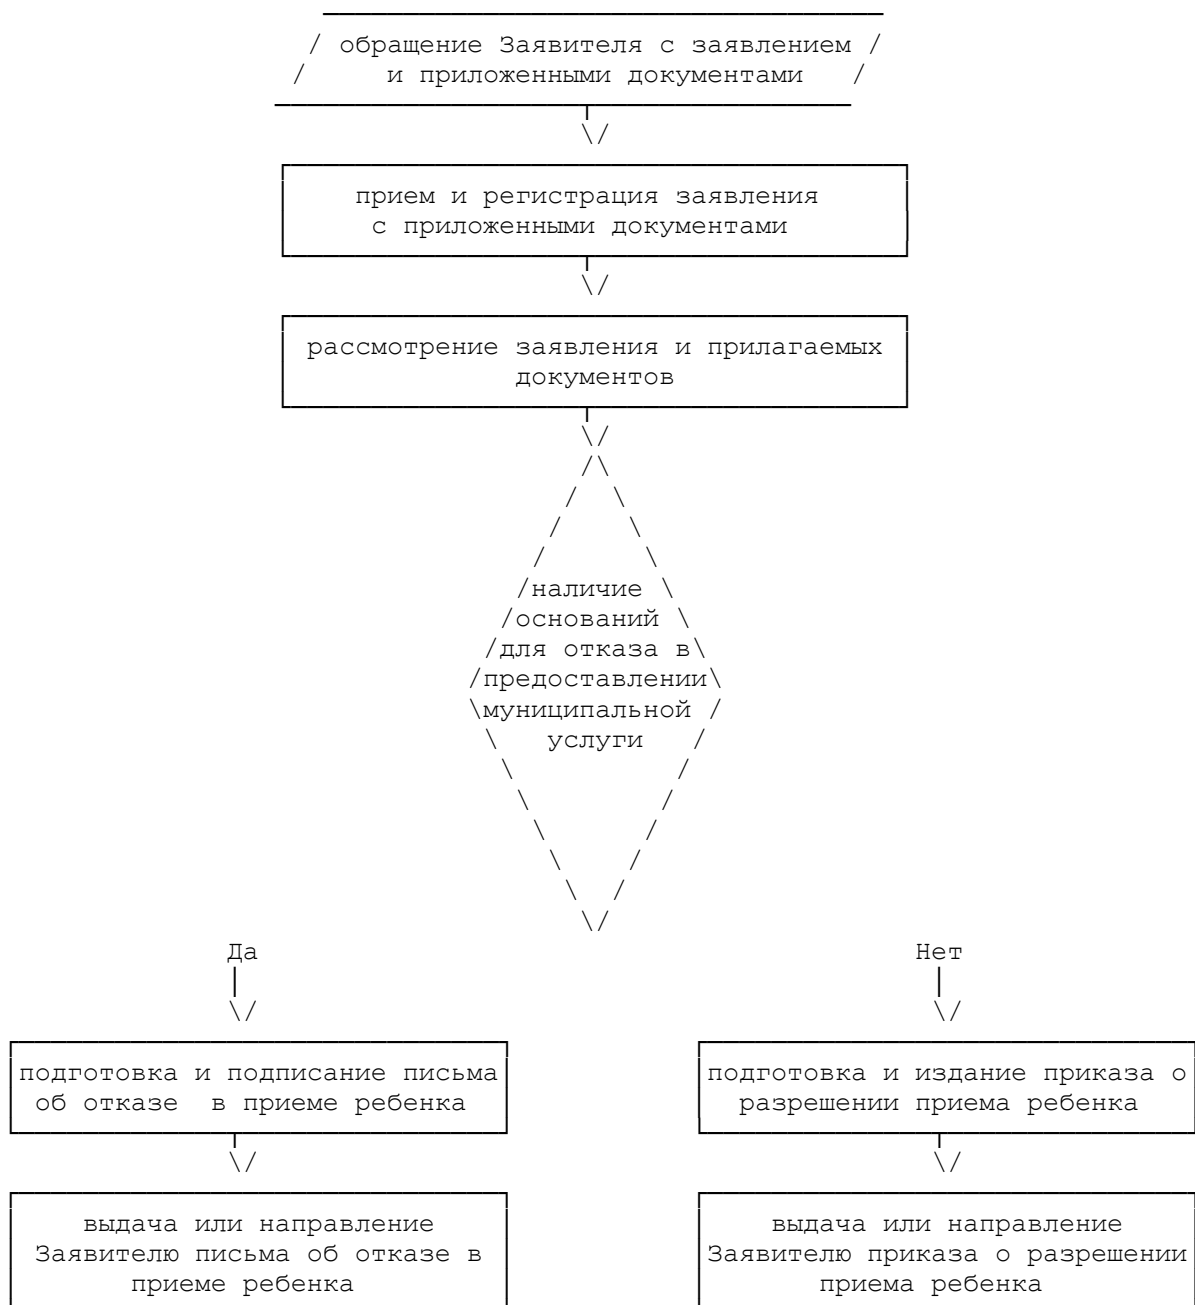 обращение Заявителя с заявлением
и приложенными документами
прием и регистрация заявления
с приложенными документами
рассмотрение заявления и прилагаемых
документов
наличие
оснований
для отказа в
предоставлении
муниципальной
услуги
Да
Нет
подготовка и подписание письма
об отказе в приеме ребенка
подготовка и издание приказа о
разрешении приема ребенка
выдача или направление
Заявителю письма об отказе в
приеме ребенка
выдача или направление
Заявителю приказа о разрешении
приема ребенка